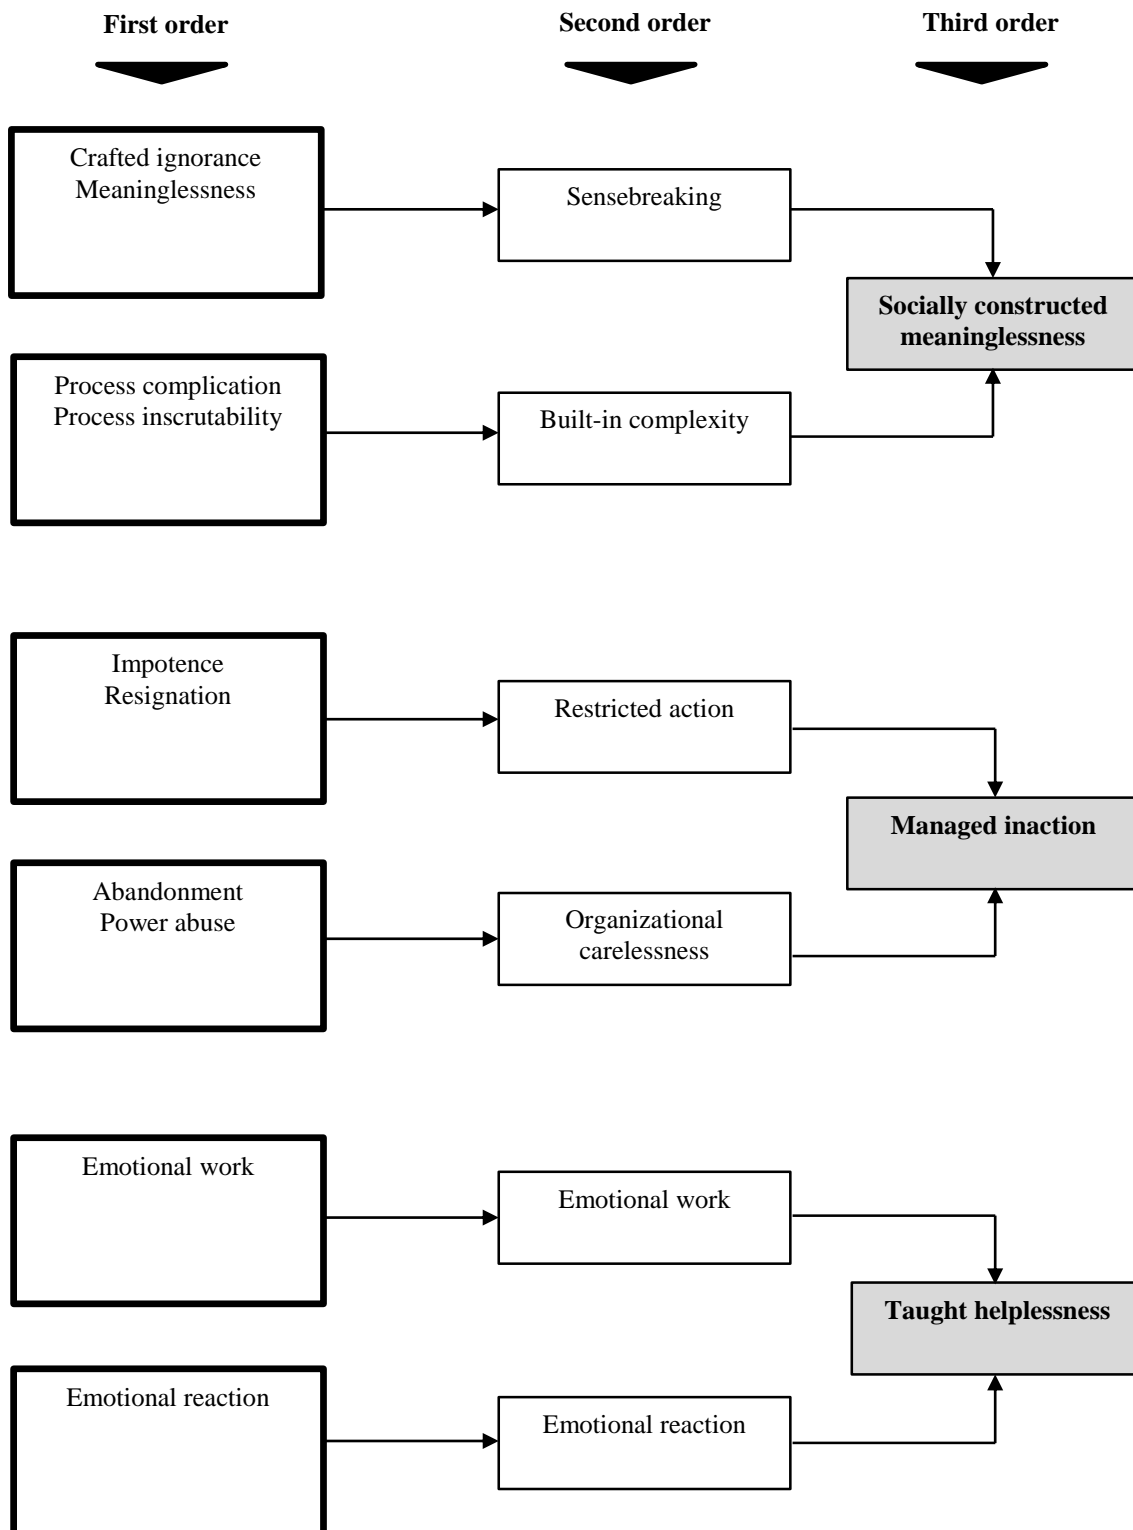 First order
Second order
Third order
Crafted ignorance
Meaninglessness
Sensebreaking
Socially constructed
meaninglessness
Process complication
Process inscrutability
Built-in complexity
Impotence
Resignation
Restricted action
Managed inaction
Abandonment
Power abuse
Organizational
carelessness
Emotional work
Emotional work
Taught helplessness
Emotional reaction
Emotional reaction